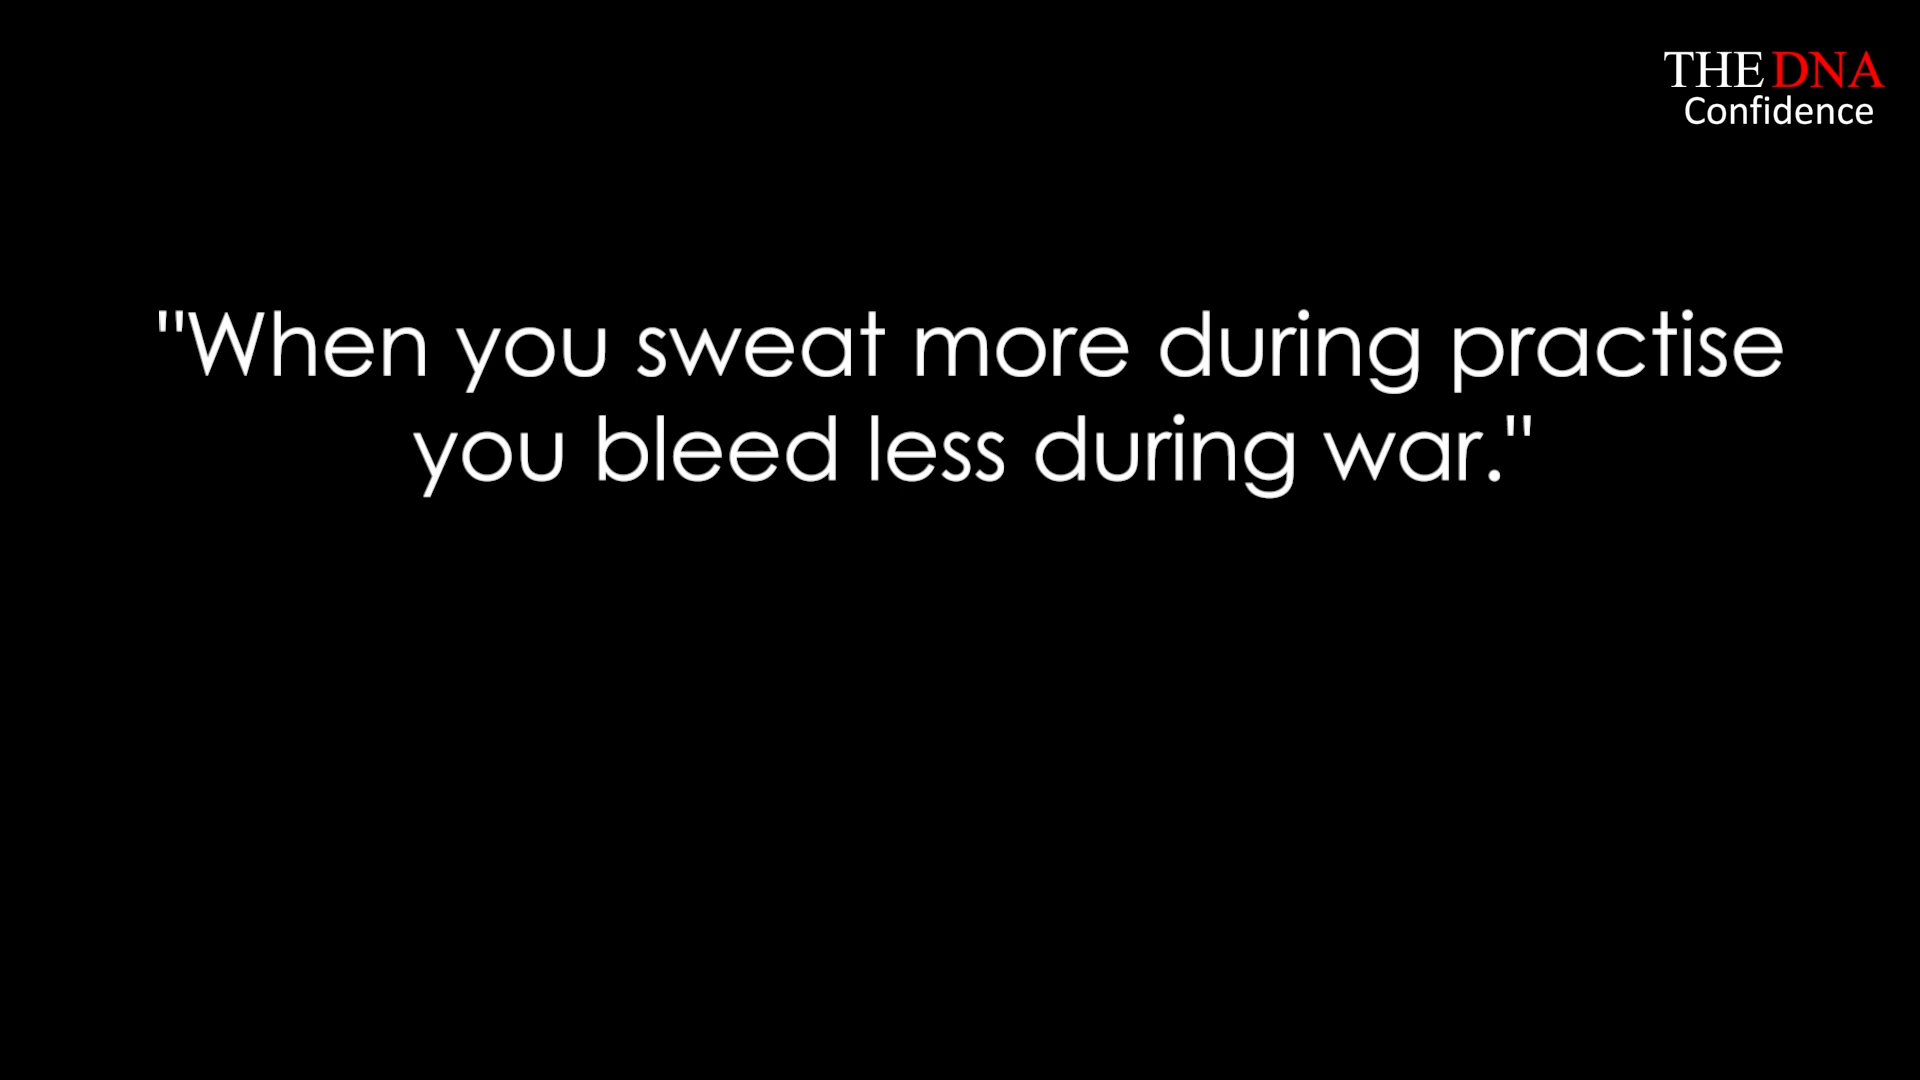 THE DNA
Confidence
"When you sweat more during practise
you bleed less during war."